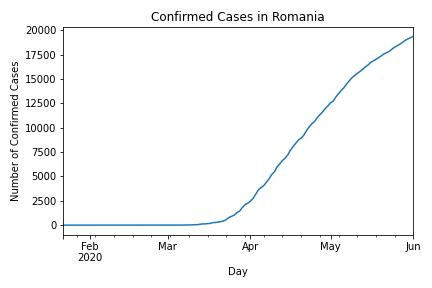 Confirmed Cases in Romania
20000
17500
15000
12500
10000
7500
5000
2500
0
Number of Confirmed Cases
Feb
2020
Mar
Apr
May
Jun
Day